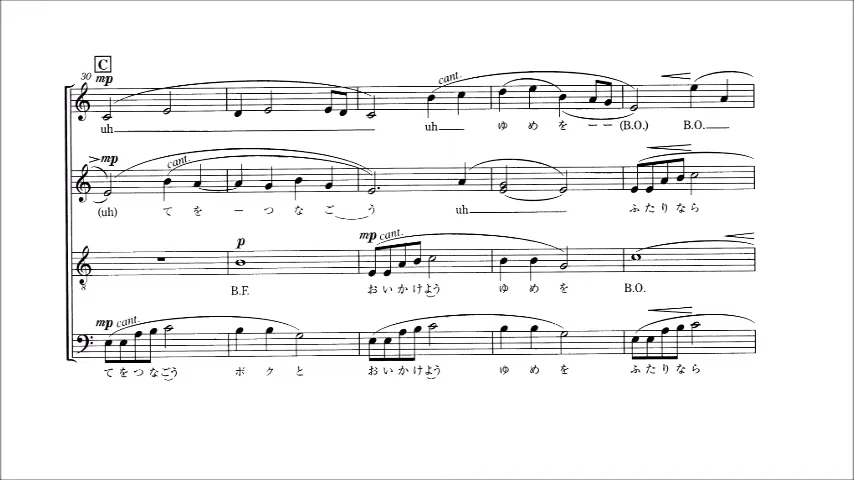 C
30 mp
cant.
uh uh ゆ め を ー ー (B.O.) B.O.
>mp
cant.
(uh) て を ー つ な ご う uh ふ た り な ら
p
mp cant.
8
B.F. お い か け よ う ゆ め を B.O.
mp cant.
て を つ な ご う ボ ク と お い か け よ う ゆ め を ふ た り な ら